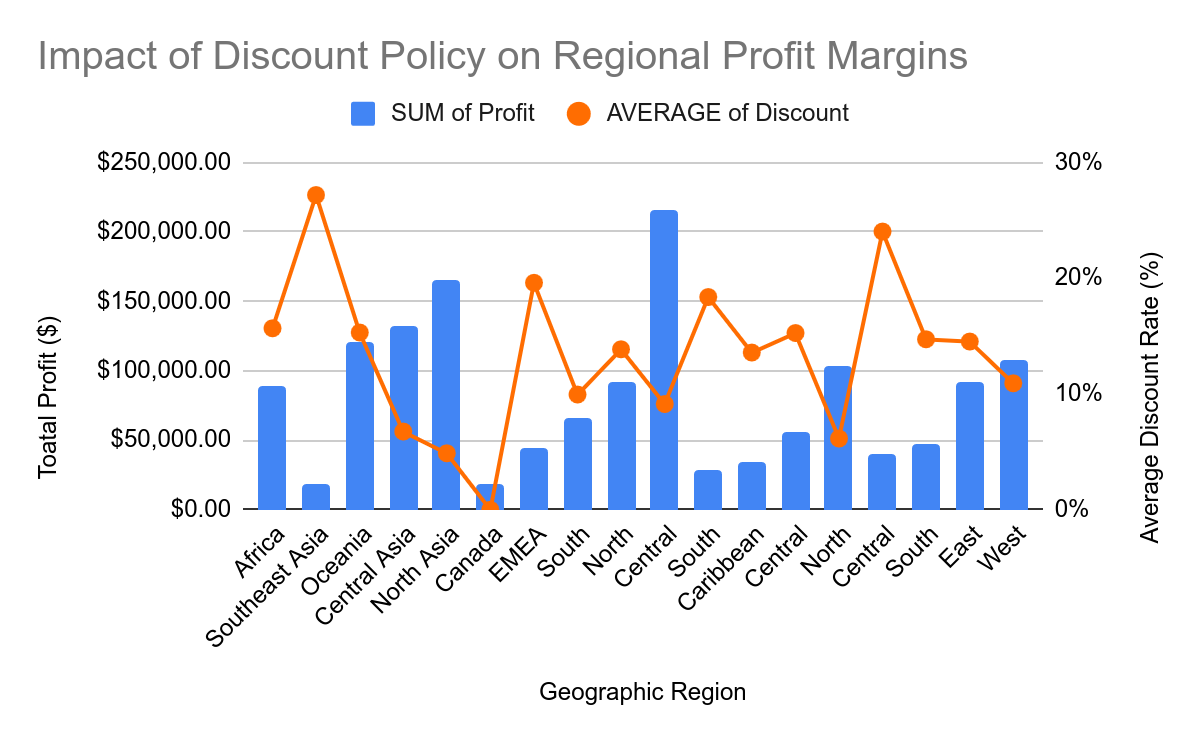 Impact of Discount Policy on Regional Profit Margins
SUM of Profit
AVERAGE of Discount
$250,000.00
$200,000.00
$150,000.00
$100,000.00
$50,000.00
$0.00
30%
20%
10%
0%
Toatal Profit ($)
Average Discount Rate (%)
Africa
Southeast Asia
Oceania
Central Asia
North Asia
Canada
EMEA
South
North
Central
South
Caribbean
Central
North
Central
South
East
West
Geographic Region